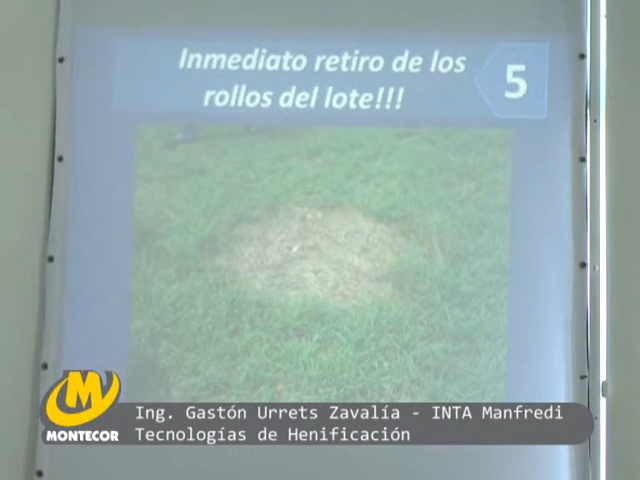 Inmediato retiro de los
rollos del lote!!!
5
Ing. Gastón Urrets Zavalía - INTA Manfredi
Tecnologías de Henificación
M
MONTECOR